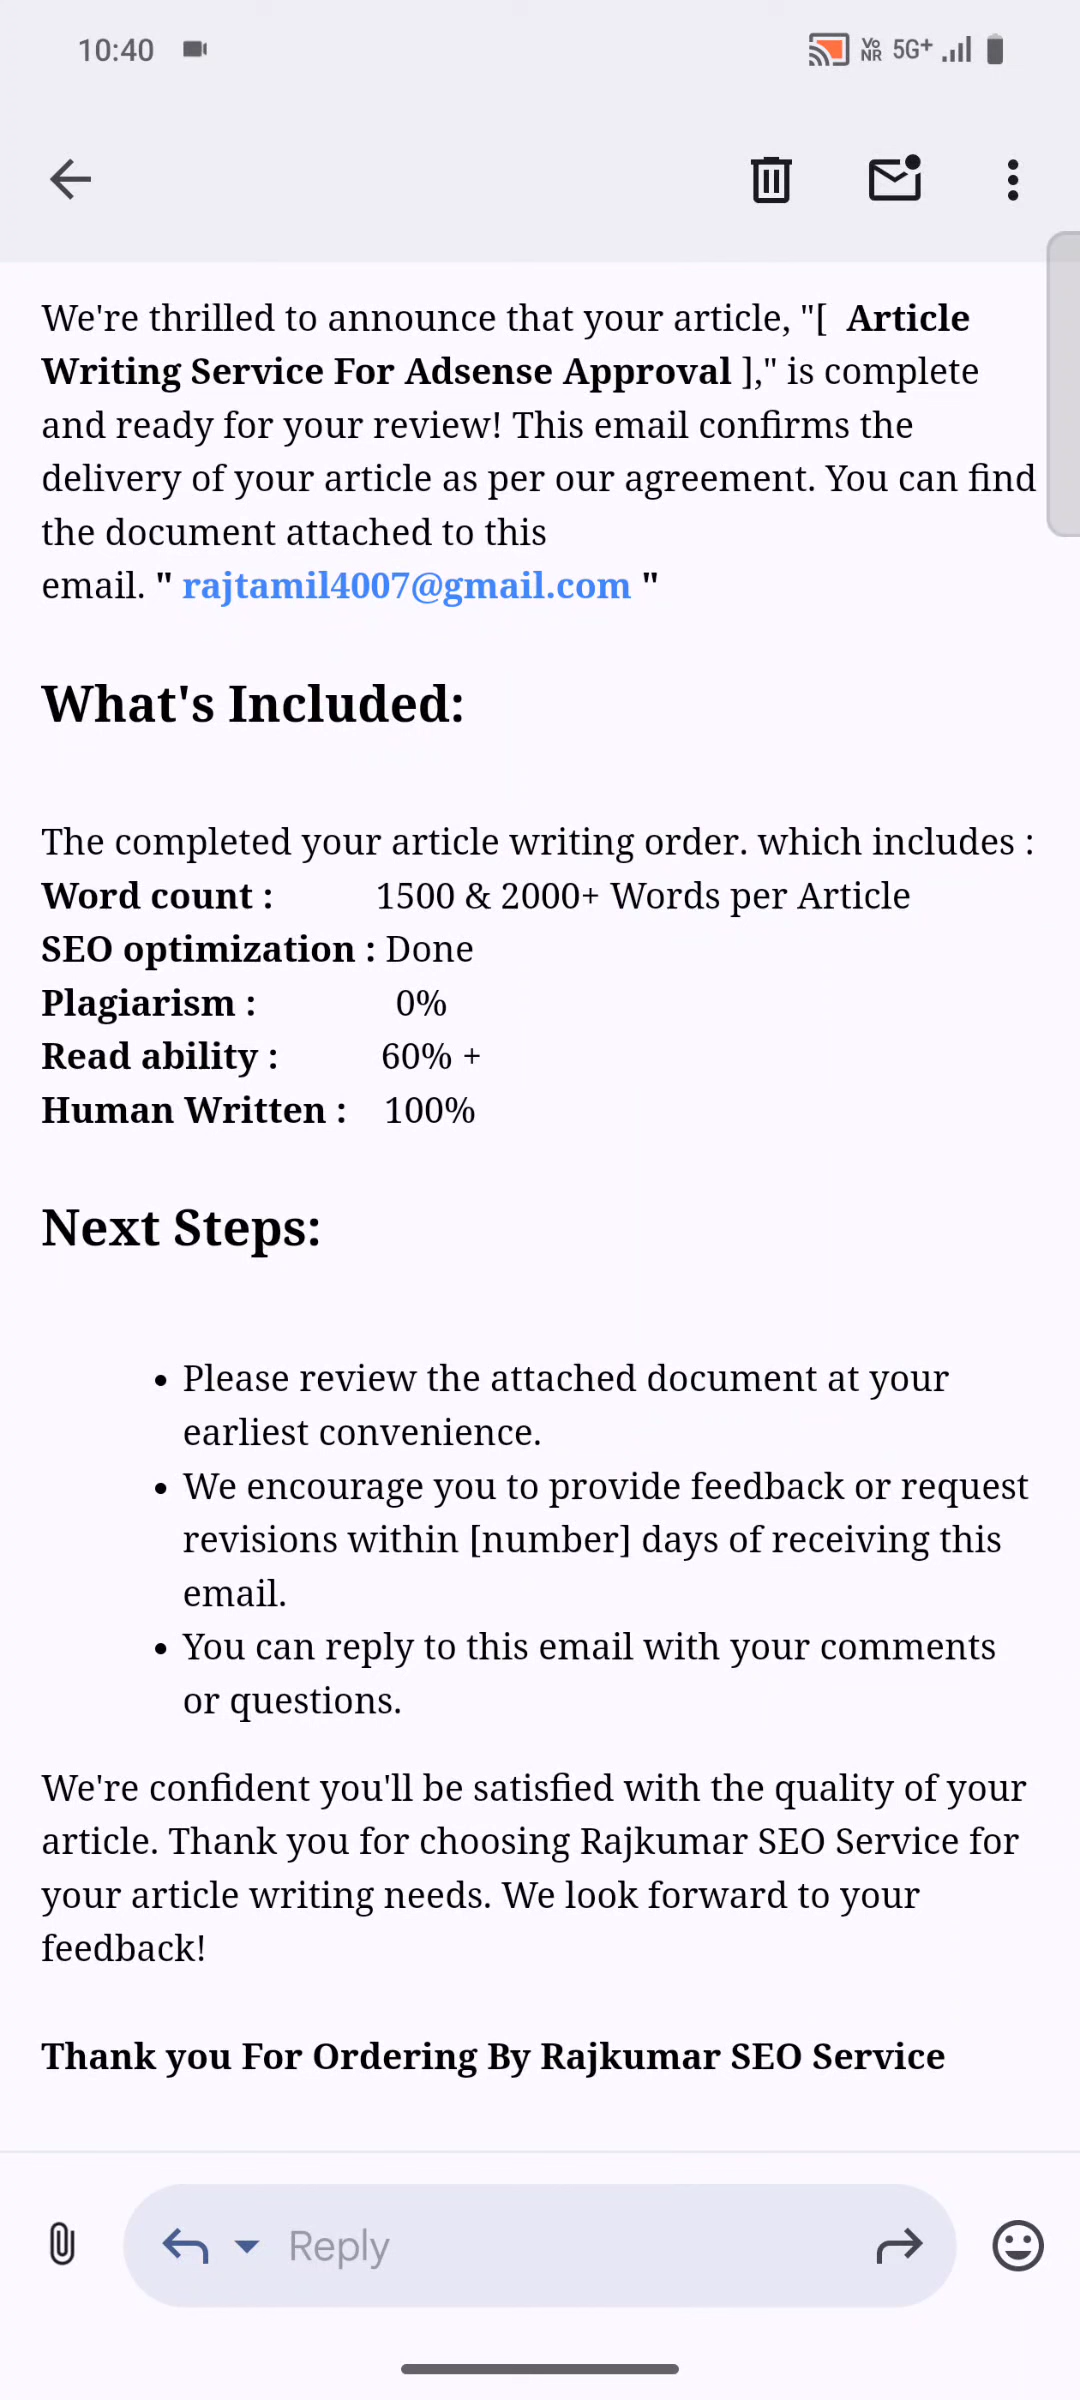 10:40 Vo NR 5G+
We're thrilled to announce that your article, "[ Article
Writing Service For Adsense Approval ]," is complete
and ready for your review! This email confirms the
delivery of your article as per our agreement. You can find
the document attached to this
email. " rajtamil4007@gmail.com "
What's Included:
The completed your article writing order. which includes :
Word count : 1500 & 2000+ Words per Article
SEO optimization : Done
Plagiarism : 0%
Read ability : 60% +
Human Written : 100%
Next Steps:
• Please review the attached document at your
earliest convenience.
• We encourage you to provide feedback or request
revisions within [number] days of receiving this
email.
• You can reply to this email with your comments
or questions.
We're confident you'll be satisfied with the quality of your
article. Thank you for choosing Rajkumar SEO Service for
your article writing needs. We look forward to your
feedback!
Thank you For Ordering By Rajkumar SEO Service
Reply